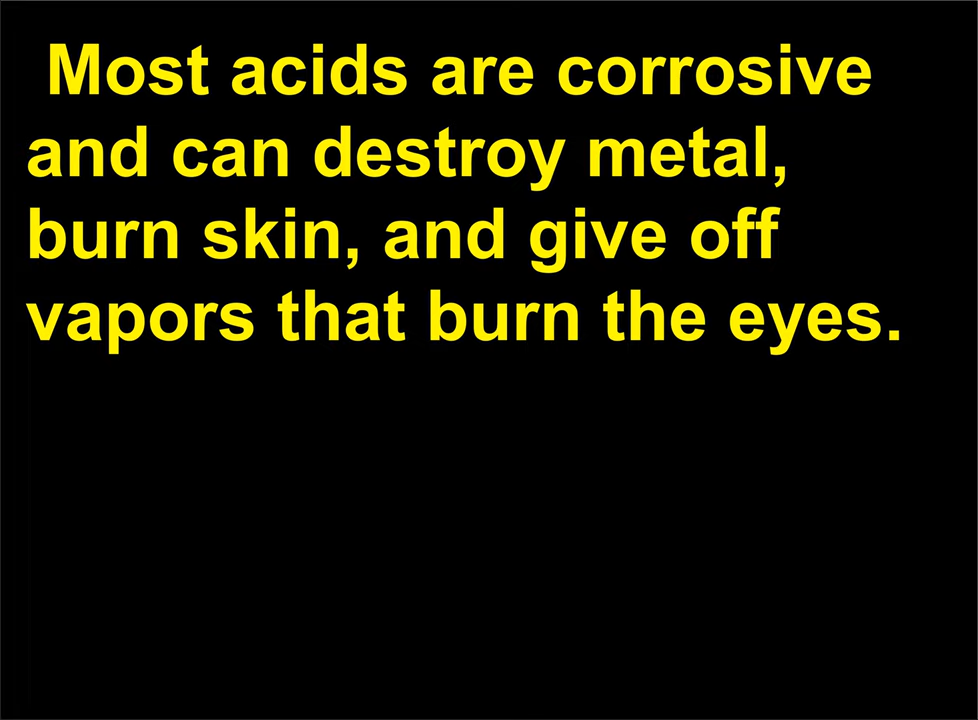 Most acids are corrosive
and can destroy metal,
burn skin, and give off
vapors that burn the eyes.